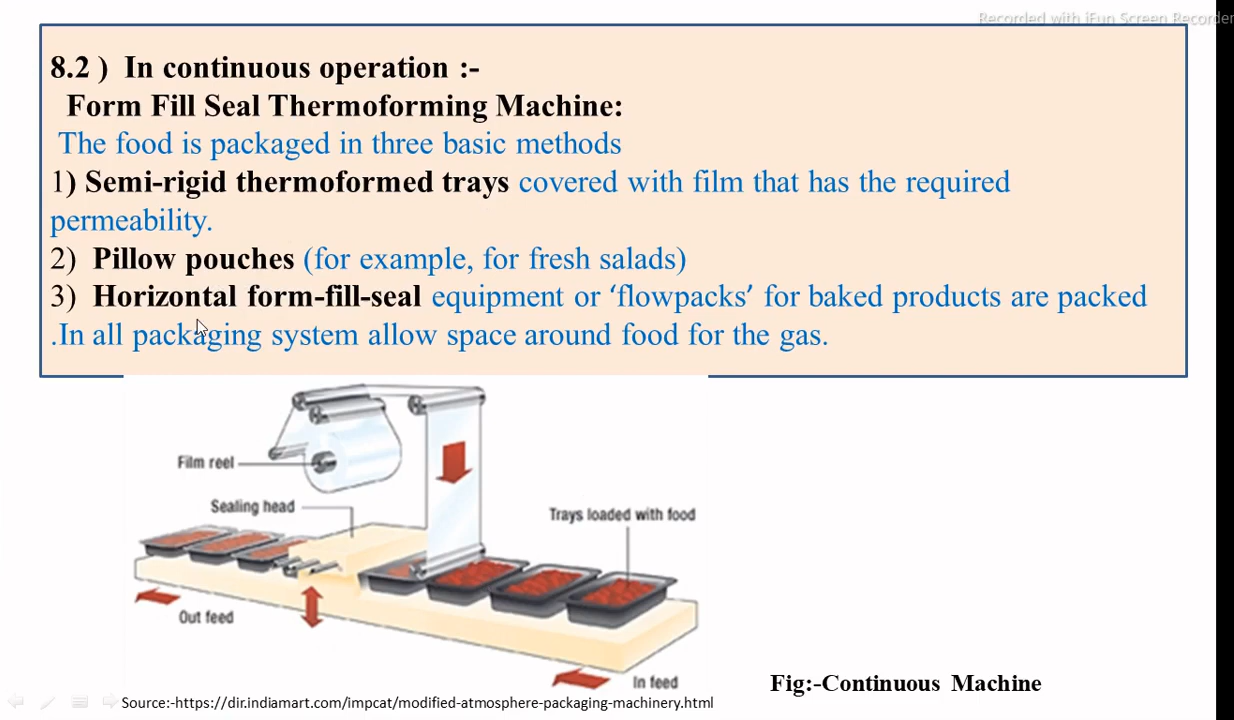 Recorded with iFun Screen Recorder
8.2 ) In continuous operation :-
Form Fill Seal Thermoforming Machine:
The food is packaged in three basic methods
1) Semi-rigid thermoformed trays covered with film that has the required
permeability.
2) Pillow pouches (for example, for fresh salads)
3) Horizontal form-fill-seal equipment or ‘flowpacks’ for baked products are packed
.In all packaging system allow space around food for the gas.
Film reel
Sealing head
Trays loaded with food
Out feed
In feed
Fig:-Continuous Machine
Source:-https://dir.indiamart.com/impcat/modified-atmosphere-packaging-machinery.html